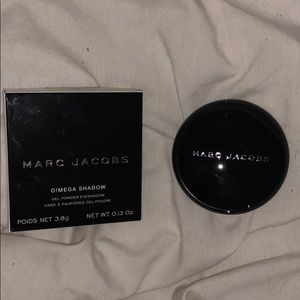 MARC JACOBS
O!MEGA SHADOW
GEL POWDER EYESHADOW
FARD À PAUPIÈRES GEL-POUDRE
POIDS NET 3.8g NET WT. 0.13 Oz.
MARC JACOBS